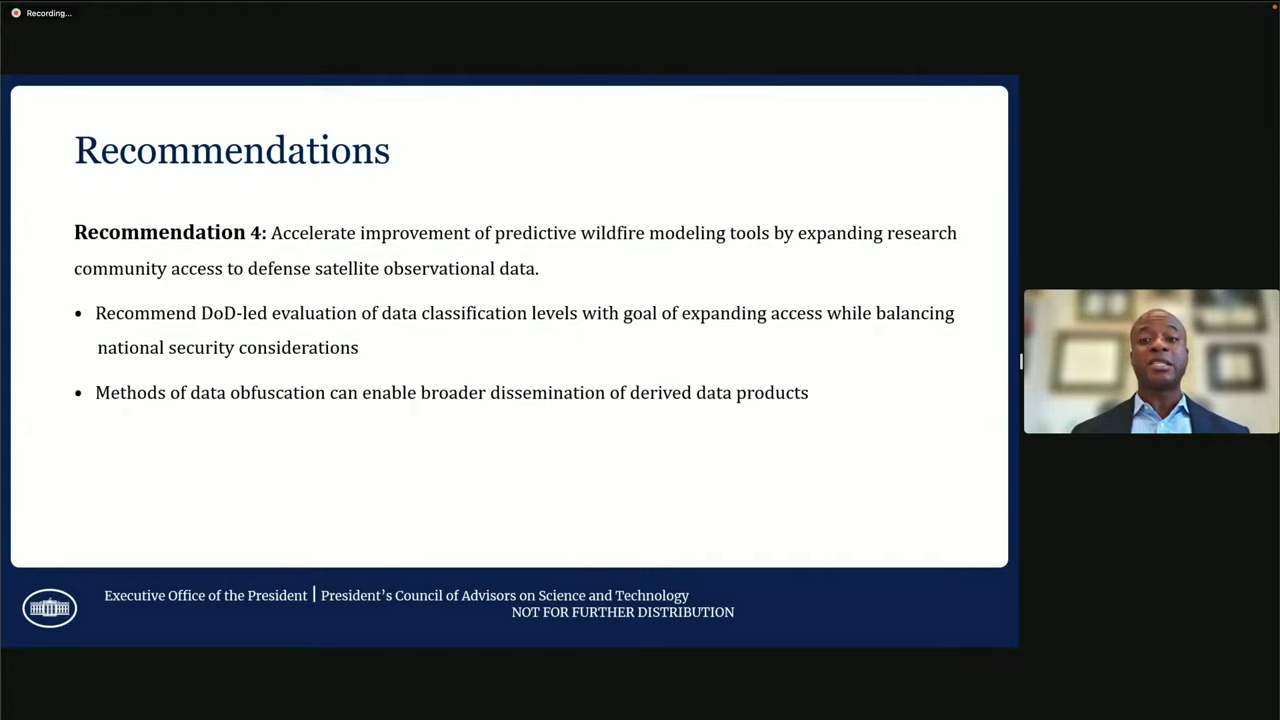 Recording...
Recommendations
Recommendation 4: Accelerate improvement of predictive wildfire modeling tools by expanding research
community access to defense satellite observational data.
• Recommend DoD-led evaluation of data classification levels with goal of expanding access while balancing
national security considerations
• Methods of data obfuscation can enable broader dissemination of derived data products
Executive Office of the President | President’s Council of Advisors on Science and Technology
NOT FOR FURTHER DISTRIBUTION